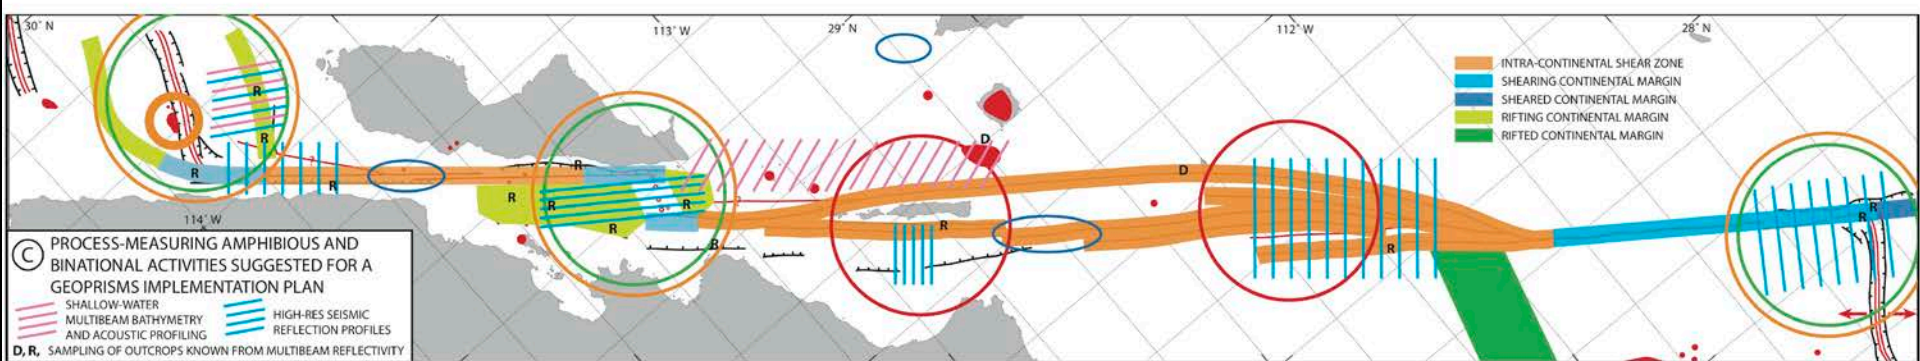 30° N
113° W
29° N
112° W
28° N
INTRA-CONTINENTAL SHEAR ZONE
SHEARING CONTINENTAL MARGIN
SHEARED CONTINENTAL MARGIN
RIFTING CONTINENTAL MARGIN
RIFTED CONTINENTAL MARGIN
R
R
R
R
R
R
R
R
R
R
D
R
D
R
R
R
?
?
114° W
C
PROCESS-MEASURING AMPHIBIOUS AND
BINATIONAL ACTIVITIES SUGGESTED FOR A
GEOPRISMS IMPLEMENTATION PLAN
SHALLOW-WATER
MULTIBEAM BATHYMETRY
AND ACOUSTIC PROFILING
HIGH-RES SEISMIC
REFLECTION PROFILES
D, R, SAMPLING OF OUTCROPS KNOWN FROM MULTIBEAM REFLECTIVITY